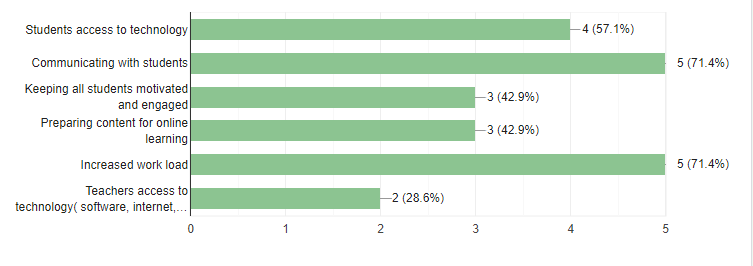 Students access to technology
4 (57.1%)
Communicating with students
5 (71.4%)
Keeping all students motivated
and engaged
3 (42.9%)
Preparing content for online
learning
3 (42.9%)
Increased work load
5 (71.4%)
Teachers access to
technology( software, internet,…
2 (28.6%)
0 1 2 3 4 5